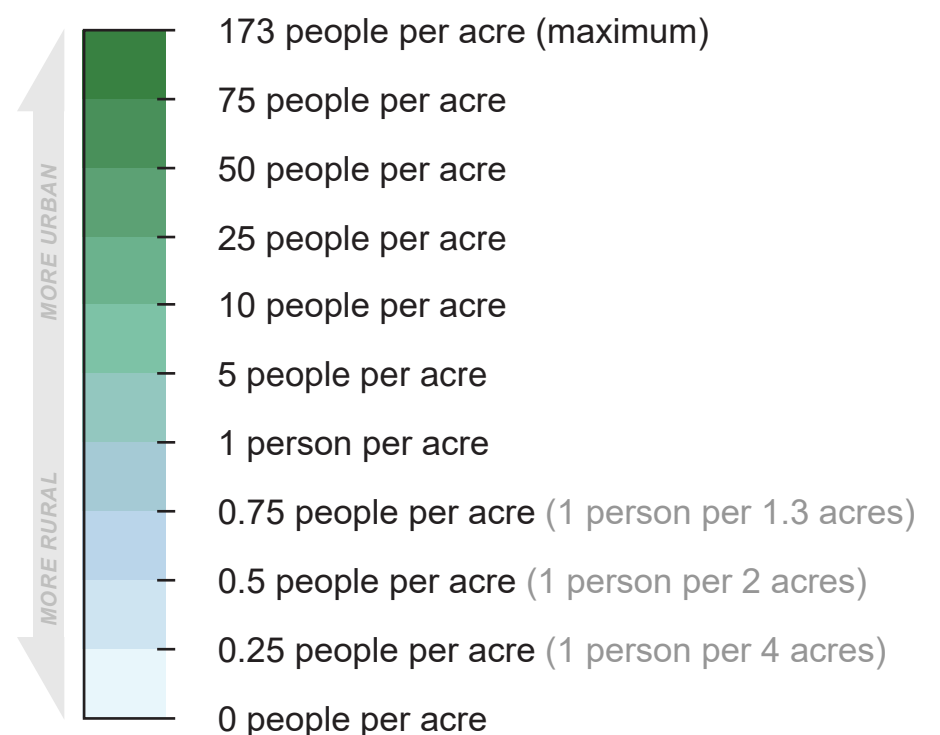 173 people per acre (maximum)
75 people per acre
50 people per acre
25 people per acre
10 people per acre
5 people per acre
1 person per acre
0.75 people per acre (1 person per 1.3 acres)
0.5 people per acre (1 person per 2 acres)
0.25 people per acre (1 person per 4 acres)
0 people per acre
MORE URBAN
MORE RURAL